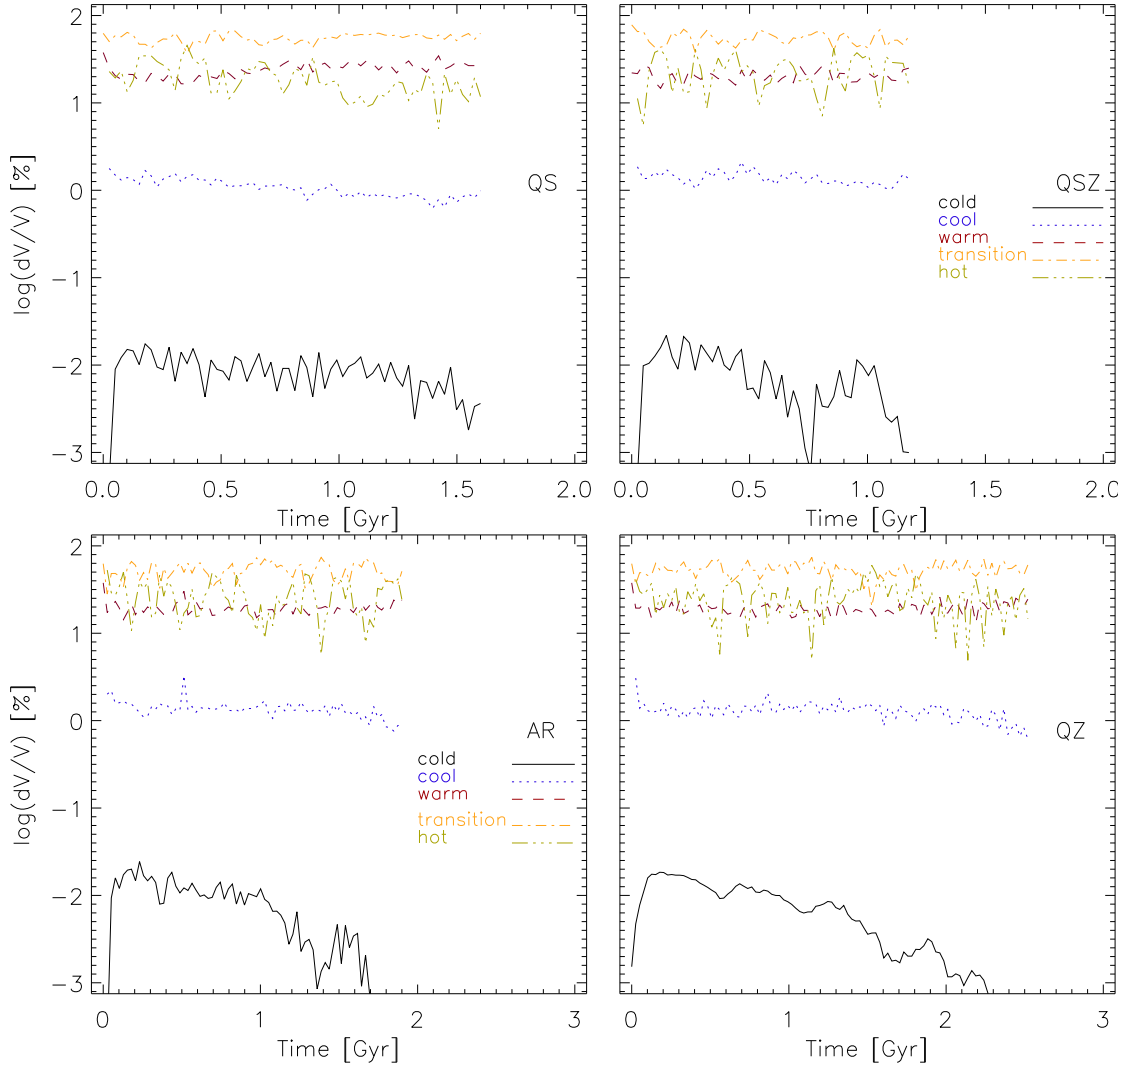 2
1
0
−1
−2
−3
log(dV/V) [%]
QS
0.0 0.5 1.0 1.5 2.0
Time [Gyr]
QSZ
cold
cool
warm
transition
hot
0.0 0.5 1.0 1.5 2.0
Time [Gyr]
2
1
0
−1
−2
−3
log(dV/V) [%]
AR
cold
cool
warm
transition
hot
0 1 2 3
Time [Gyr]
QZ
0 1 2 3
Time [Gyr]